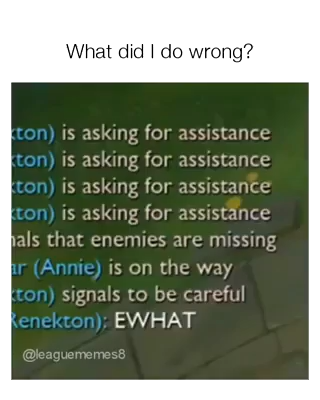 What did I do wrong?
kton) is asking for assistance
kton) is asking for assistance
kton) is asking for assistance
kton) is asking for assistance
nals that enemies are missing
ar (Annie) is on the way
kton) signals to be careful
Renekton): EWHAT
@leaguememes8